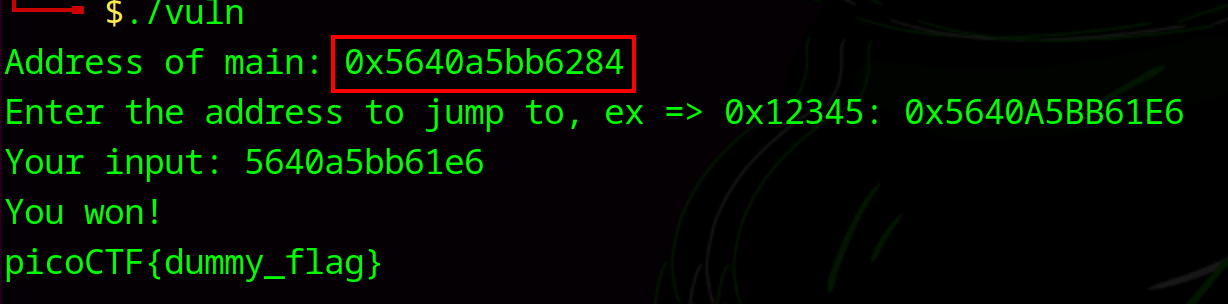 $./vuln
Address of main: 0x5640a5bb6284
Enter the address to jump to, ex => 0x12345: 0x5640A5BB61E6
Your input: 5640a5bb61e6
You won!
picoCTF{dummy_flag}